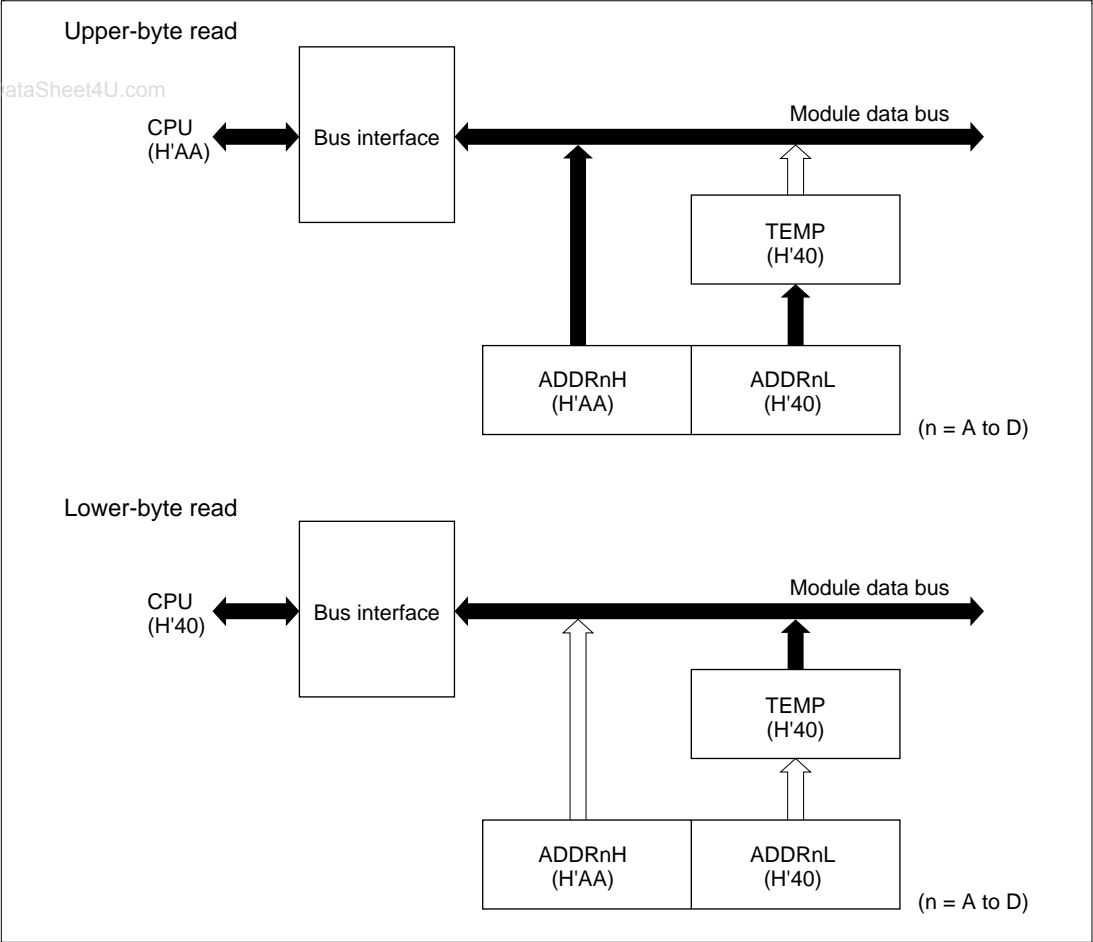 Upper-byte read
ataSheet4U.com
CPU
(H'AA)
Bus interface
Module data bus
TEMP
(H'40)
ADDRnH
(H'AA)
ADDRnL
(H'40)
(n = A to D)
Lower-byte read
CPU
(H'40)
Bus interface
Module data bus
TEMP
(H'40)
ADDRnH
(H'AA)
ADDRnL
(H'40)
(n = A to D)